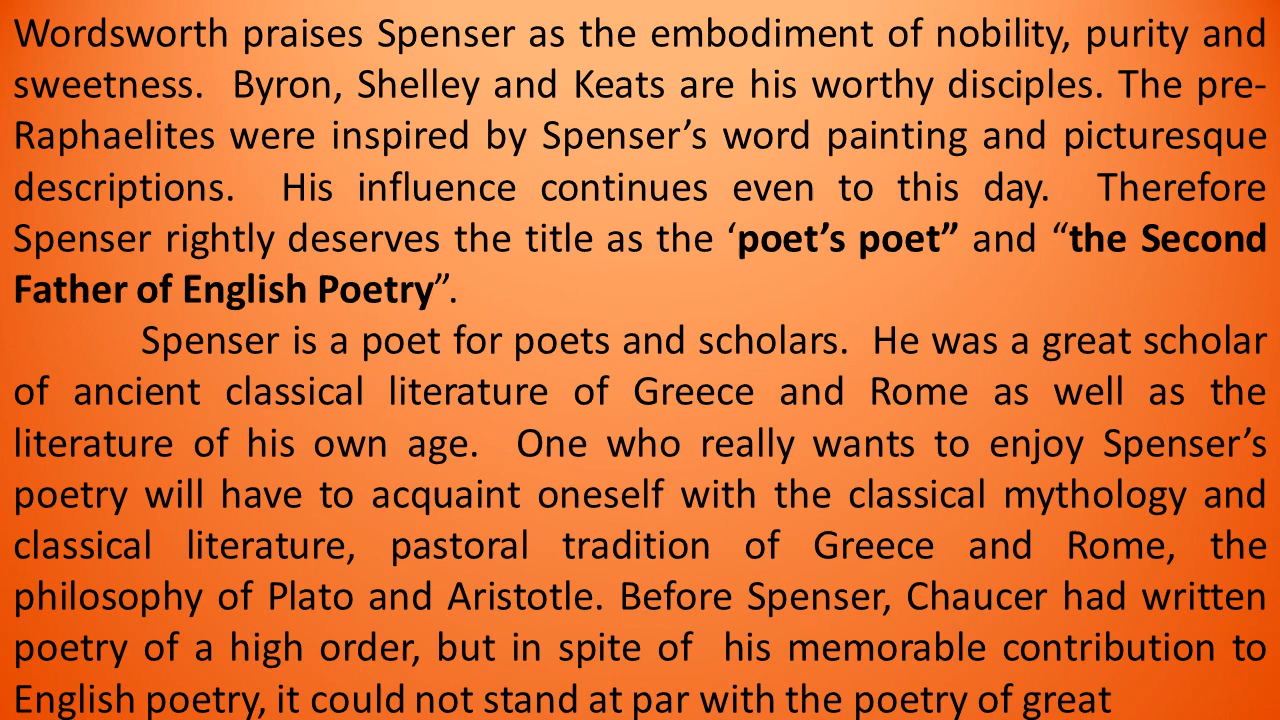 Wordsworth praises Spenser as the embodiment of nobility, purity and
sweetness.  Byron, Shelley and Keats are his worthy disciples. The pre-
Raphaelites were inspired by Spenser’s word painting and picturesque
descriptions.  His influence continues even to this day.  Therefore
Spenser rightly deserves the title as the ‘poet’s poet” and “the Second
Father of English Poetry”.
Spenser is a poet for poets and scholars.  He was a great scholar
of ancient classical literature of Greece and Rome as well as the
literature of his own age.  One who really wants to enjoy Spenser’s
poetry will have to acquaint oneself with the classical mythology and
classical literature, pastoral tradition of Greece and Rome, the
philosophy of Plato and Aristotle. Before Spenser, Chaucer had written
poetry of a high order, but in spite of  his memorable contribution to
English poetry, it could not stand at par with the poetry of great